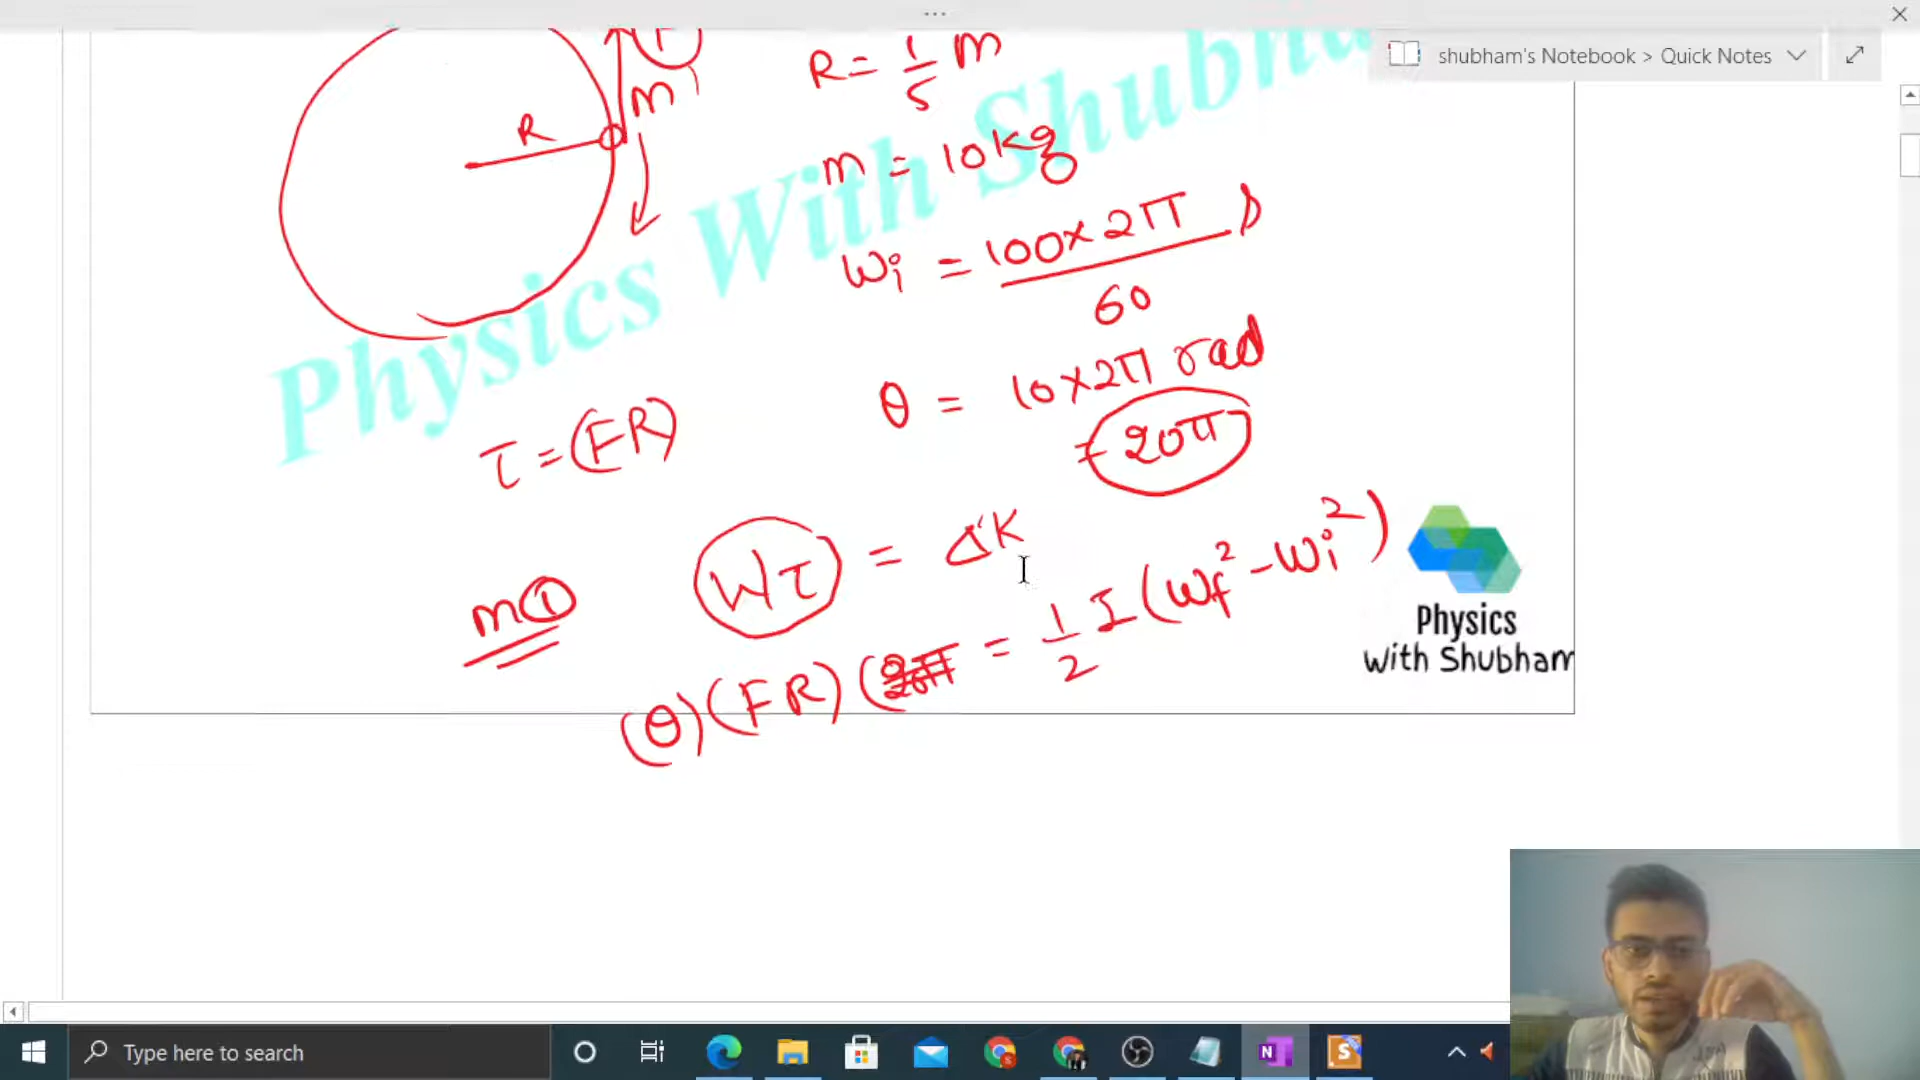 shubham's Notebook > Quick Notes
R = 1/5 m
R
m
m = 10kg
Physics With Shubha
ωi = 100×2π / 60
θ = 10×2π rad
= 20π
τ = (FR)
Wτ = ΔK
m①
(θ)(FR)( = 1/2 I (ωf² - ωi²)
Physics
With Shubham
Type here to search